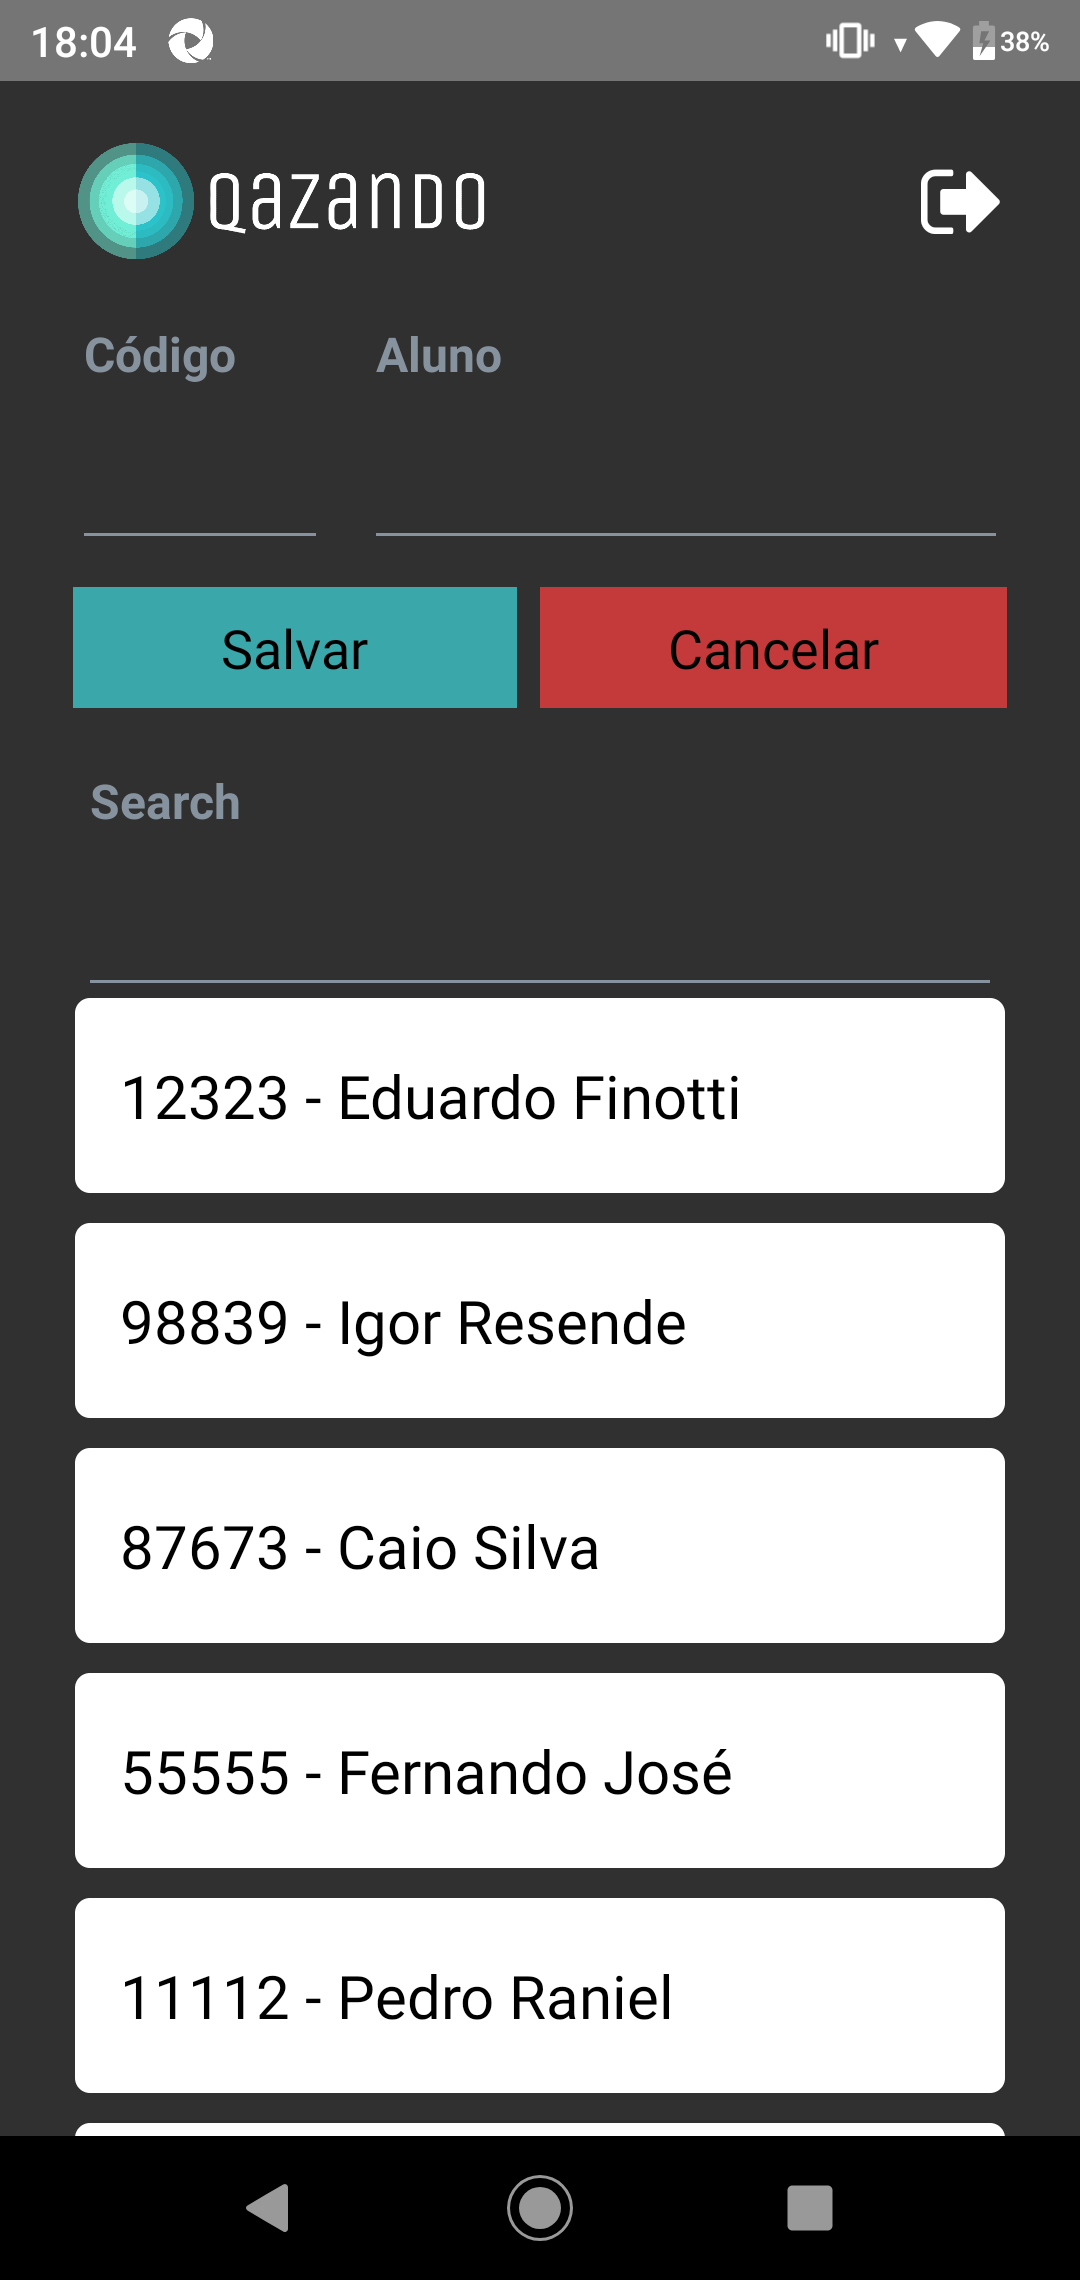 18:04 38%
QAZANDO
Código Aluno
Salvar Cancelar
Search
12323 - Eduardo Finotti
98839 - Igor Resende
87673 - Caio Silva
55555 - Fernando José
11112 - Pedro Raniel